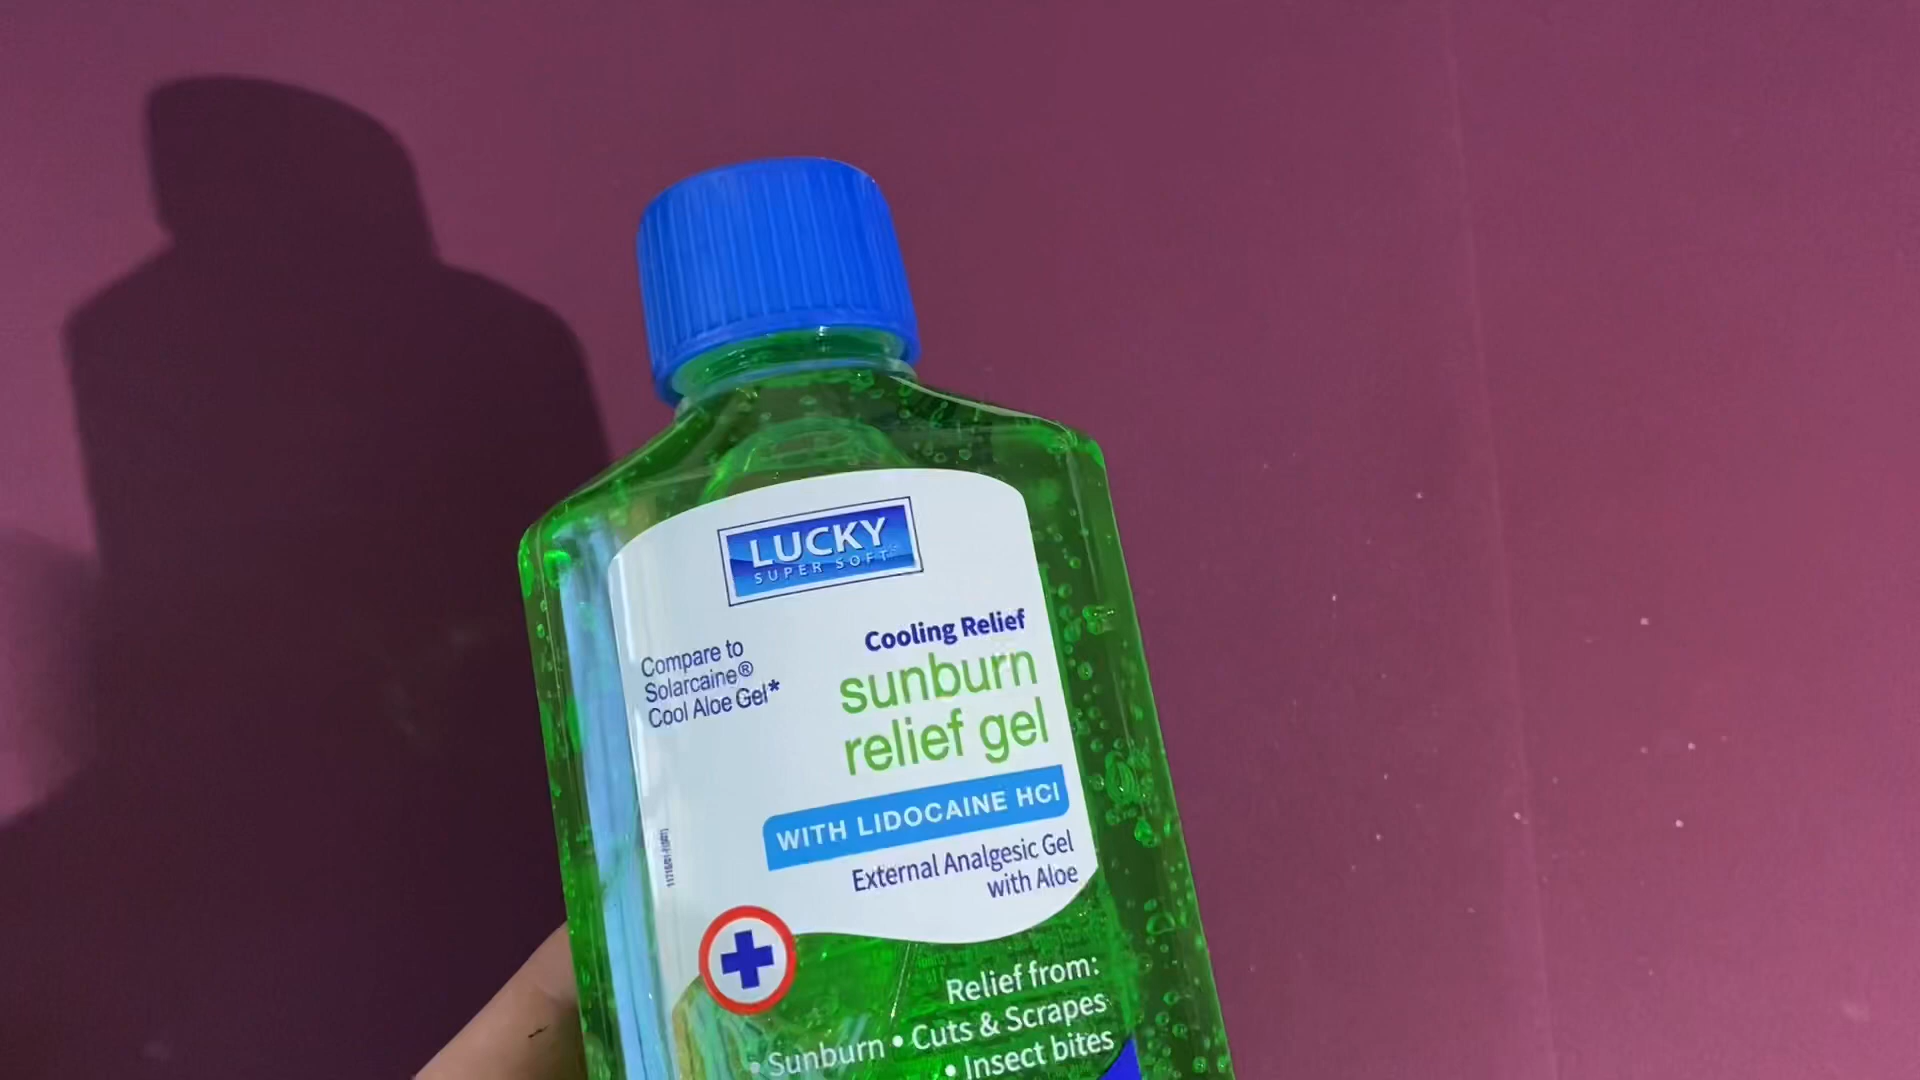 LUCKY
SUPER SOFT
Compare to
Solarcaine®
Cool Aloe Gel*
Cooling Relief
sunburn
relief gel
WITH LIDOCAINE HCl
External Analgesic Gel
with Aloe
Relief from:
• Sunburn • Cuts & Scrapes
• Insect bites